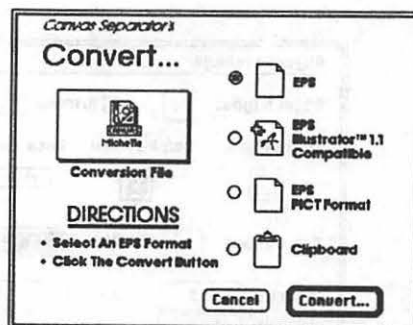 Canvas Separator's
Convert...
CANVAS
Michelle
Conversion File
DIRECTIONS
• Select An EPS Format
• Click The Convert Button
EPS
EPS
Illustrator™ 1.1
Compatible
EPS
PICT Format
Clipboard
Cancel
Convert...